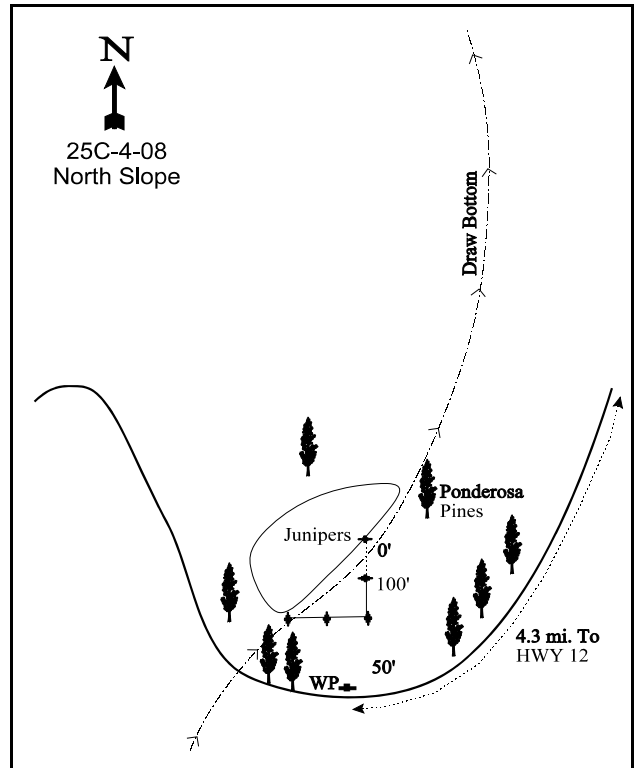 N
25C-4-08
North Slope
Draw Bottom
Ponderosa
Pines
Junipers
0'
100'
4.3 mi. To
HWY 12
50'
WP